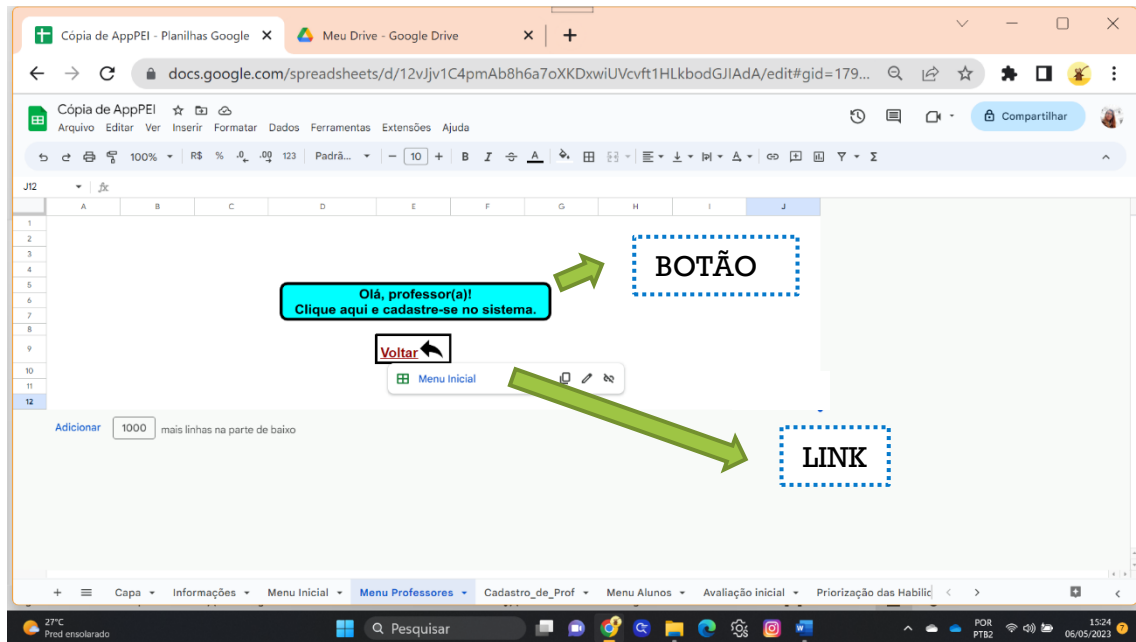 Cópia de AppPEI - Planilhas Google
Meu Drive - Google Drive
docs.google.com/spreadsheets/d/12vJjv1C4pmAb8h6a7oXKDxwiUVcvft1HLkbodGJIAdA/edit#gid=179...
Cópia de AppPEI
Arquivo Editar Ver Inserir Formatar Dados Ferramentas Extensões Ajuda
Compartilhar
100% R$ % .0 .00 123 Padrã... 10 B I A
J12 fx
A B C D E F G H I J
1
2
3
4
5
6
7
8
9
10
11
12
BOTÃO
Olá, professor(a)!
Clique aqui e cadastre-se no sistema.
Voltar
Menu Inicial
Adicionar 1000 mais linhas na parte de baixo
LINK
Capa Informações Menu Inicial Menu Professores Cadastro_de_Prof Menu Alunos Avaliação inicial Priorização das Habilic
27°C
Pred ensolarado
Pesquisar
POR
PTB2
15:24
06/05/2023
7